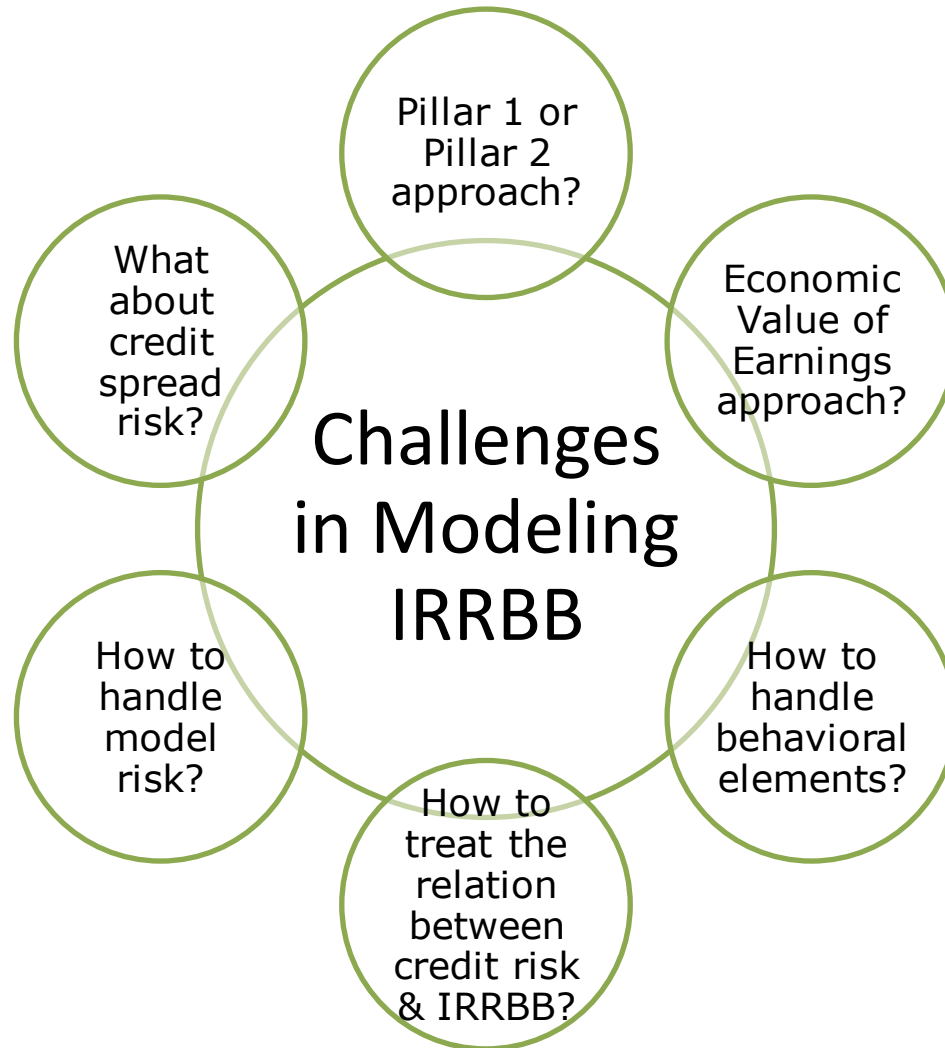 Pillar 1 or
Pillar 2
approach?
Economic
Value of
Earnings
approach?
How to
handle
behavioral
elements?
How to
treat the
relation
between
credit risk
& IRRBB?
How to
handle
model
risk?
What
about
credit
spread
risk?
Challenges
in Modeling
IRRBB